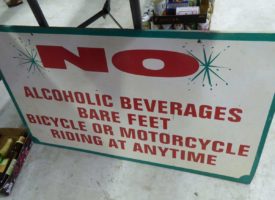 NO
ALCOHOLIC BEVERAGES
BARE FEET
BICYCLE OR MOTORCYCLE
RIDING AT ANYTIME